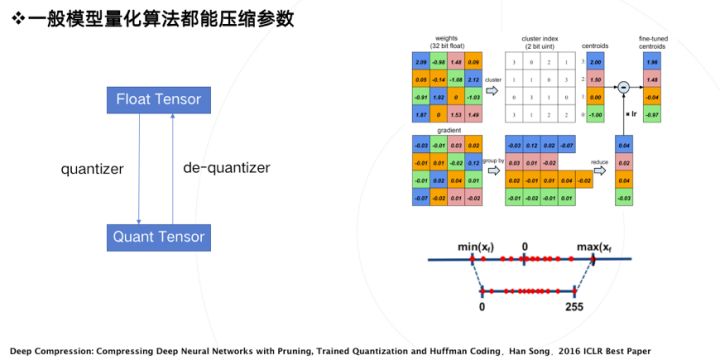 ❖一般模型量化算法都能压缩参数
Float Tensor
quantizer
de-quantizer
Quant Tensor
weights
(32 bit float)
cluster index
(2 bit uint)
centroids
fine-tuned
centroids
2.09 -0.98 1.48 0.09
0.05 -0.14 -1.08 2.12
-0.91 1.92 0 -1.03
1.87 0 1.53 1.49
cluster
3 0 2 1
1 1 0 3
0 3 1 0
3 1 2 2
3: 2.00
2: 1.50
1: 0.00
0: -1.00
1.96
1.48
-0.04
-0.97
× lr
gradient
-0.03 -0.01 0.03 0.02
-0.01 0.01 -0.02 0.12
-0.01 0.02 0.04 0.01
-0.07 -0.02 0.01 -0.02
group by
-0.03 0.12 0.02 -0.07
0.03 0.01 -0.02
0.02 -0.01 0.01 0.04 -0.02
-0.01 -0.02 -0.01 0.01
reduce
0.04
0.02
0.04
-0.03
min(xf) 0 max(xf
0 255
Deep Compression: Compressing Deep Neural Networks with Pruning, Trained Quantization and Huffman Coding, Han Song, 2016 ICLR Best Paper